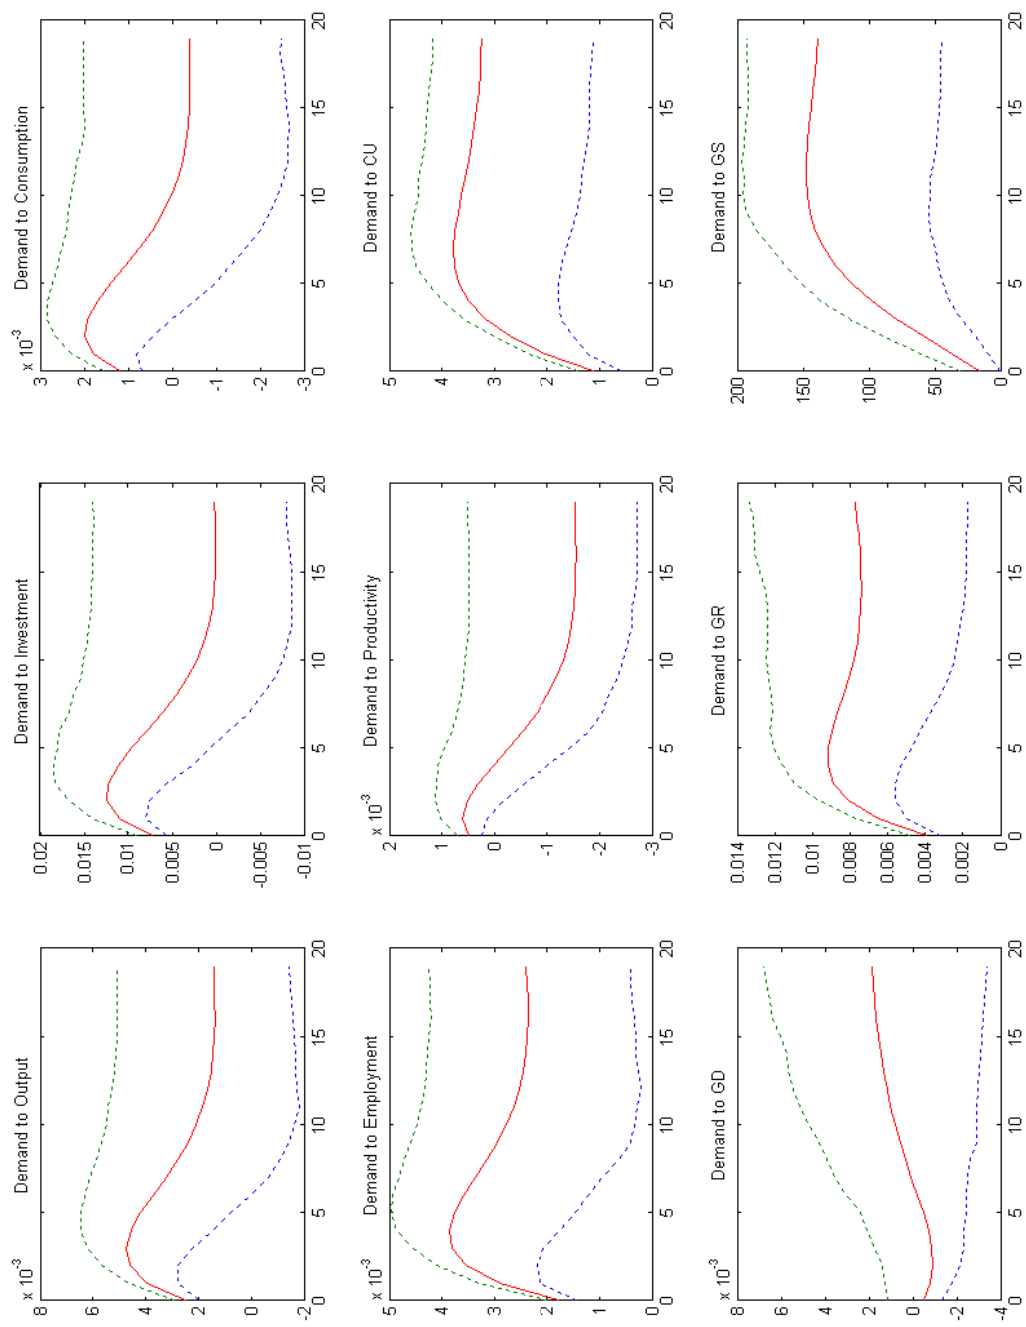 Demand to Output
x 10⁻³
8
6
4
2
0
-2
0 5 10 15 20
Demand to Investment
0.02
0.015
0.01
0.005
0
-0.005
-0.01
0 5 10 15 20
Demand to Consumption
x 10⁻³
3
2
1
0
-1
-2
-3
0 5 10 15 20
Demand to Employment
x 10⁻³
5
4
3
2
1
0
0 5 10 15 20
Demand to Productivity
x 10⁻³
2
1
0
-1
-2
-3
0 5 10 15 20
Demand to CU
5
4
3
2
1
0
0 5 10 15 20
Demand to GD
x 10⁻³
8
6
4
2
0
-2
-4
0 5 10 15 20
Demand to GR
0.014
0.012
0.01
0.008
0.006
0.004
0.002
0
0 5 10 15 20
Demand to GS
200
150
100
50
0
0 5 10 15 20